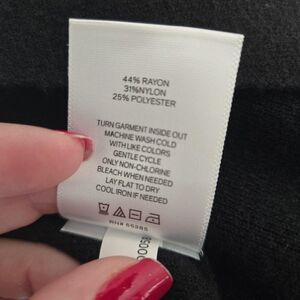 44% RAYON
31%NYLON
25% POLYESTER
TURN GARMENT INSIDE OUT
MACHINE WASH COLD
WITH LIKE COLORS
GENTLE CYCLE
ONLY NON-CHLORINE
BLEACH WHEN NEEDED
LAY FLAT TO DRY
COOL IRON IF NEEDED
RN#